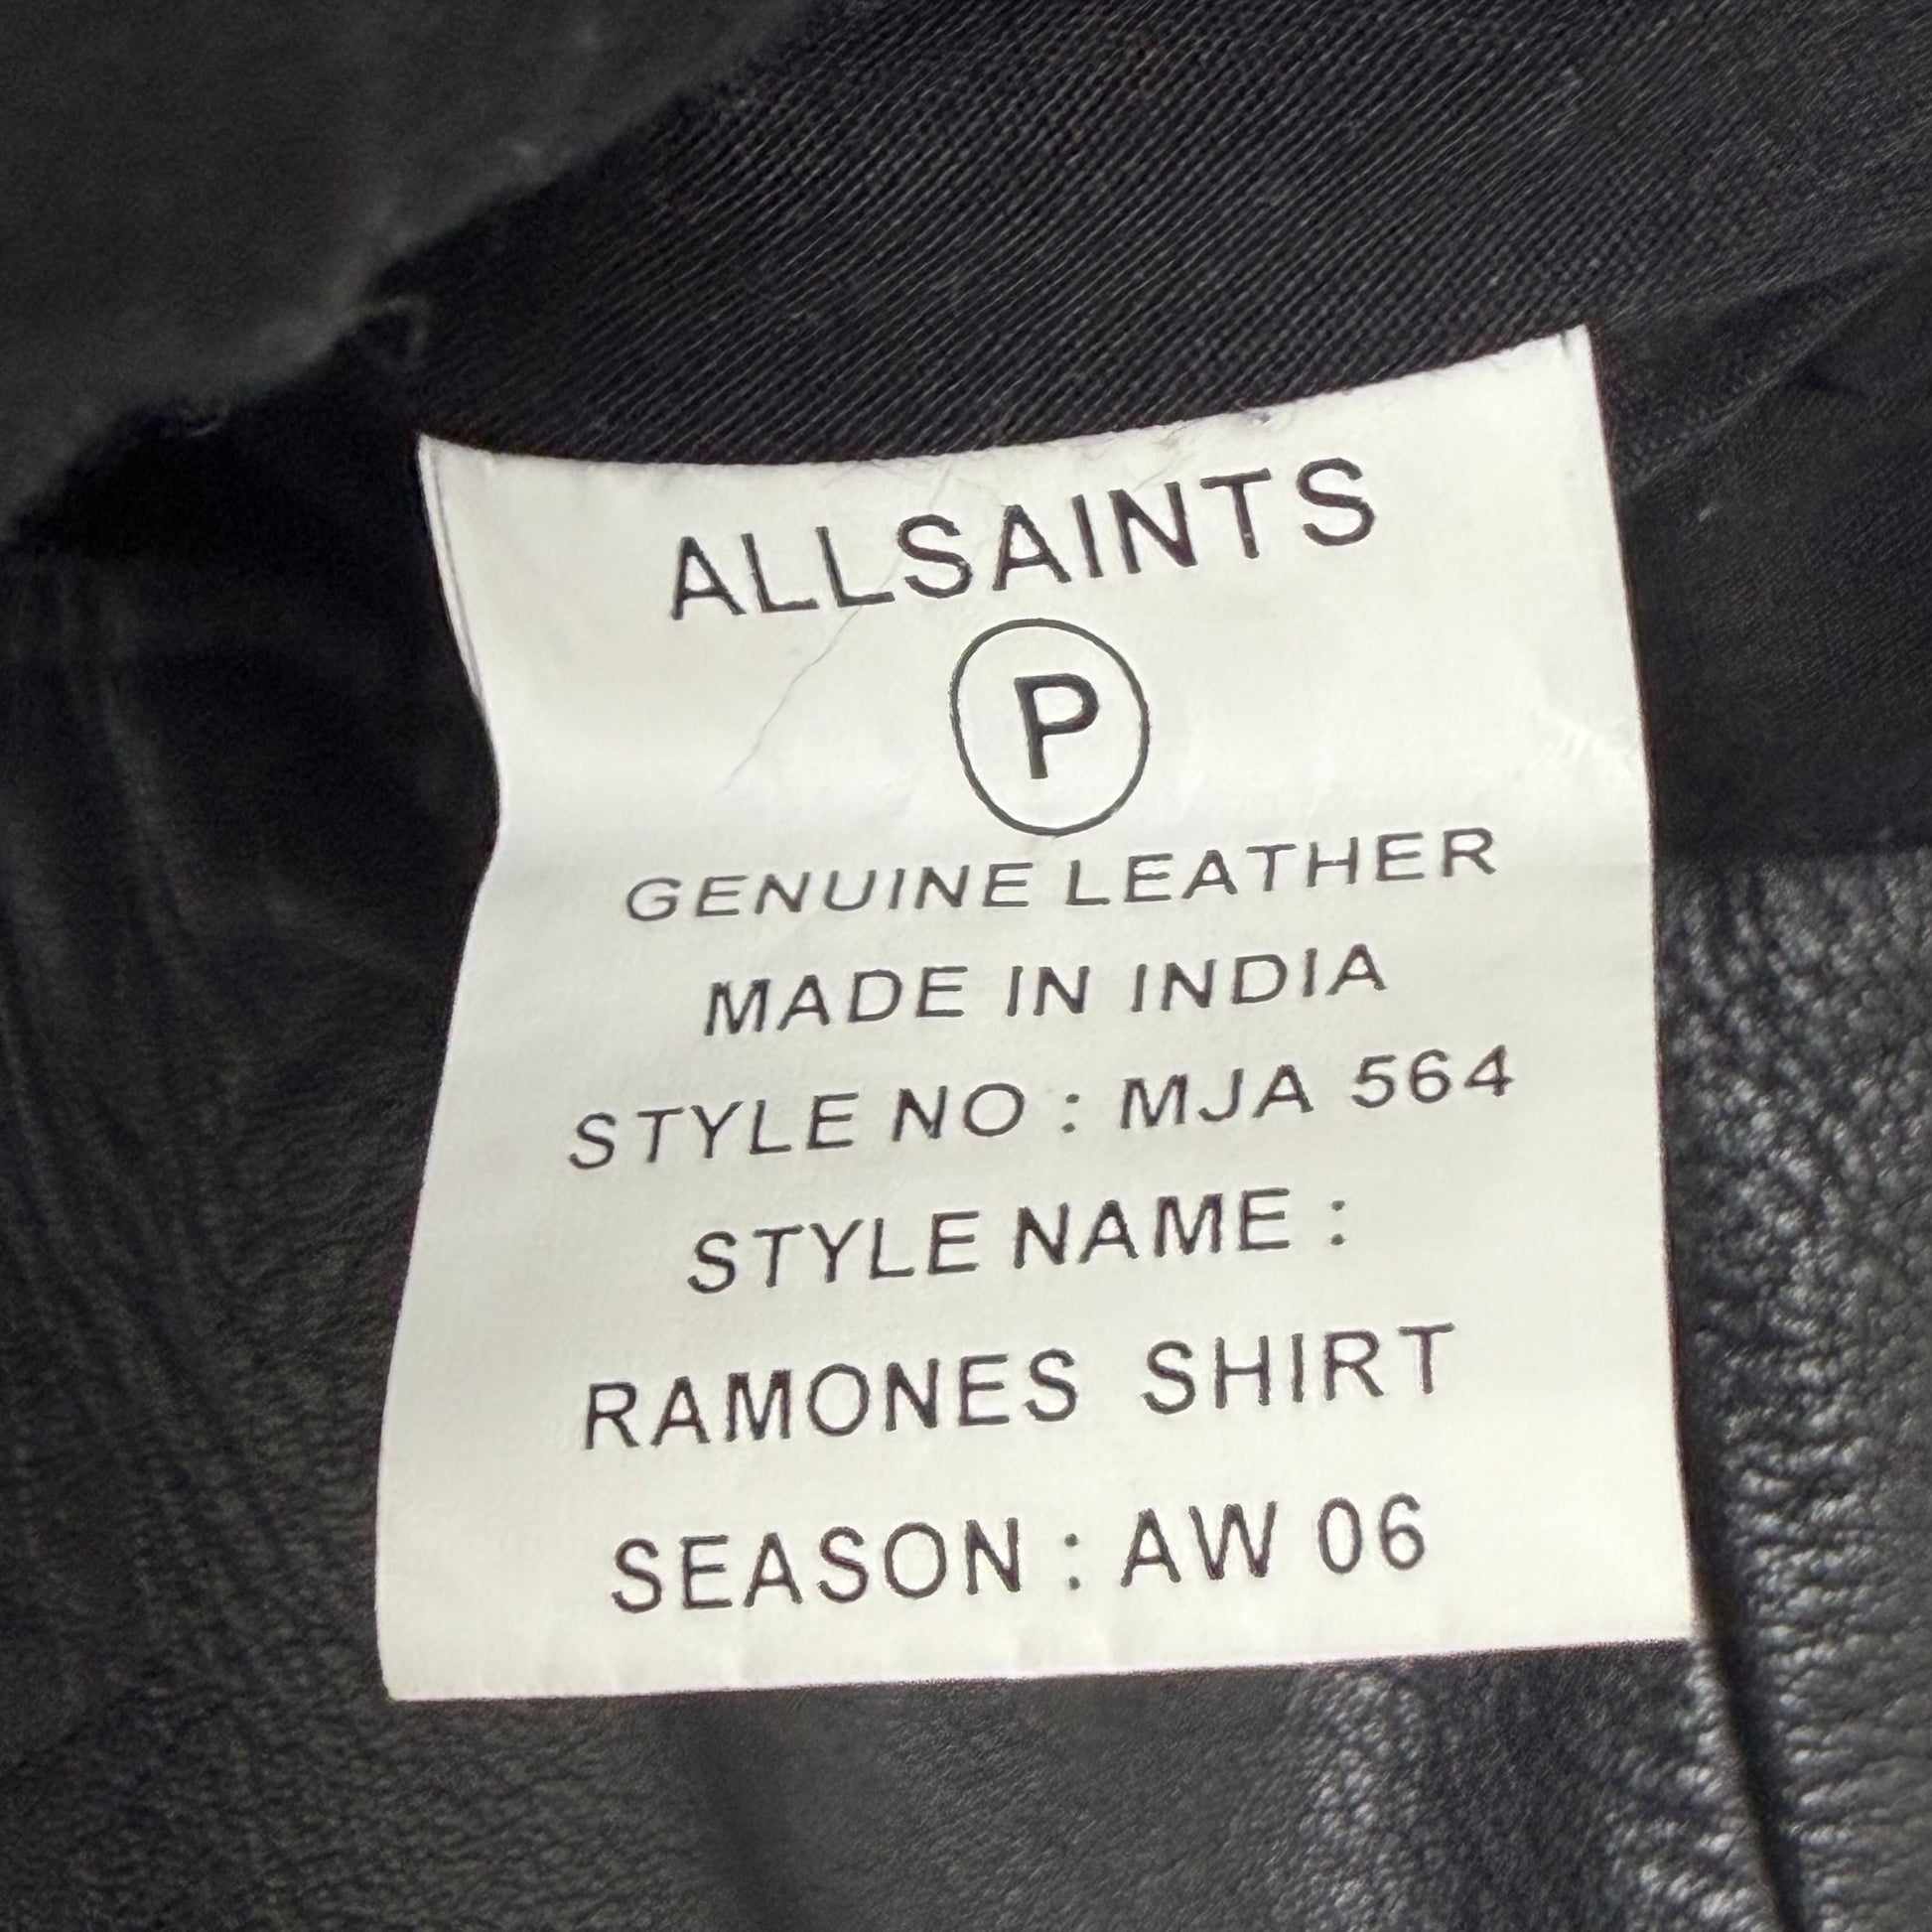 ALLSAINTS
P
GENUINE LEATHER
MADE IN INDIA
STYLE NO : MJA 564
STYLE NAME :
RAMONES SHIRT
SEASON : AW 06